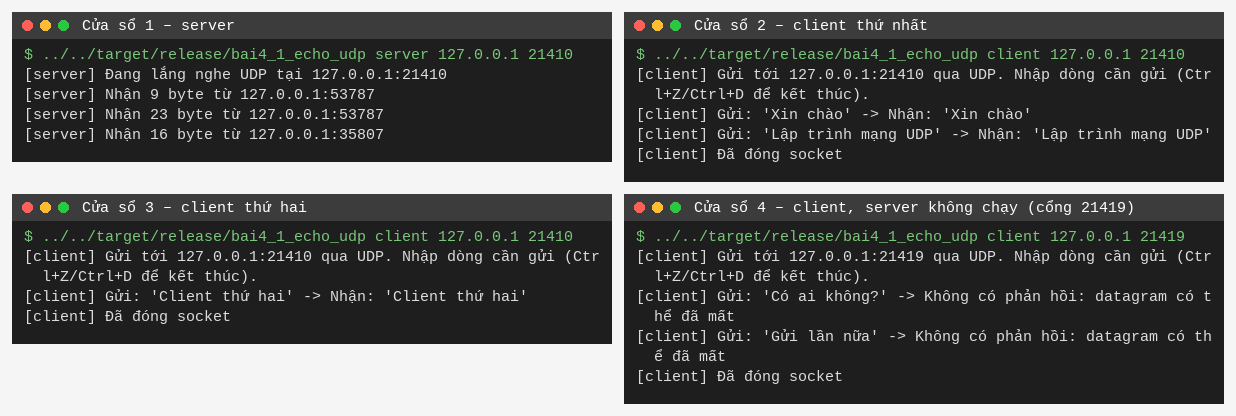 Cửa sổ 1 – server
$ ../../target/release/bai4_1_echo_udp server 127.0.0.1 21410
[server] Đang lắng nghe UDP tại 127.0.0.1:21410
[server] Nhận 9 byte từ 127.0.0.1:53787
[server] Nhận 23 byte từ 127.0.0.1:53787
[server] Nhận 16 byte từ 127.0.0.1:35807
Cửa sổ 2 – client thứ nhất
$ ../../target/release/bai4_1_echo_udp client 127.0.0.1 21410
[client] Gửi tới 127.0.0.1:21410 qua UDP. Nhập dòng cần gửi (Ctr
l+Z/Ctrl+D để kết thúc).
[client] Gửi: 'Xin chào' -> Nhận: 'Xin chào'
[client] Gửi: 'Lập trình mạng UDP' -> Nhận: 'Lập trình mạng UDP'
[client] Đã đóng socket
Cửa sổ 3 – client thứ hai
$ ../../target/release/bai4_1_echo_udp client 127.0.0.1 21410
[client] Gửi tới 127.0.0.1:21410 qua UDP. Nhập dòng cần gửi (Ctr
l+Z/Ctrl+D để kết thúc).
[client] Gửi: 'Client thứ hai' -> Nhận: 'Client thứ hai'
[client] Đã đóng socket
Cửa sổ 4 – client, server không chạy (cổng 21419)
$ ../../target/release/bai4_1_echo_udp client 127.0.0.1 21419
[client] Gửi tới 127.0.0.1:21419 qua UDP. Nhập dòng cần gửi (Ctr
l+Z/Ctrl+D để kết thúc).
[client] Gửi: 'Có ai không?' -> Không có phản hồi: datagram có t
hể đã mất
[client] Gửi: 'Gửi lần nữa' -> Không có phản hồi: datagram có th
ể đã mất
[client] Đã đóng socket